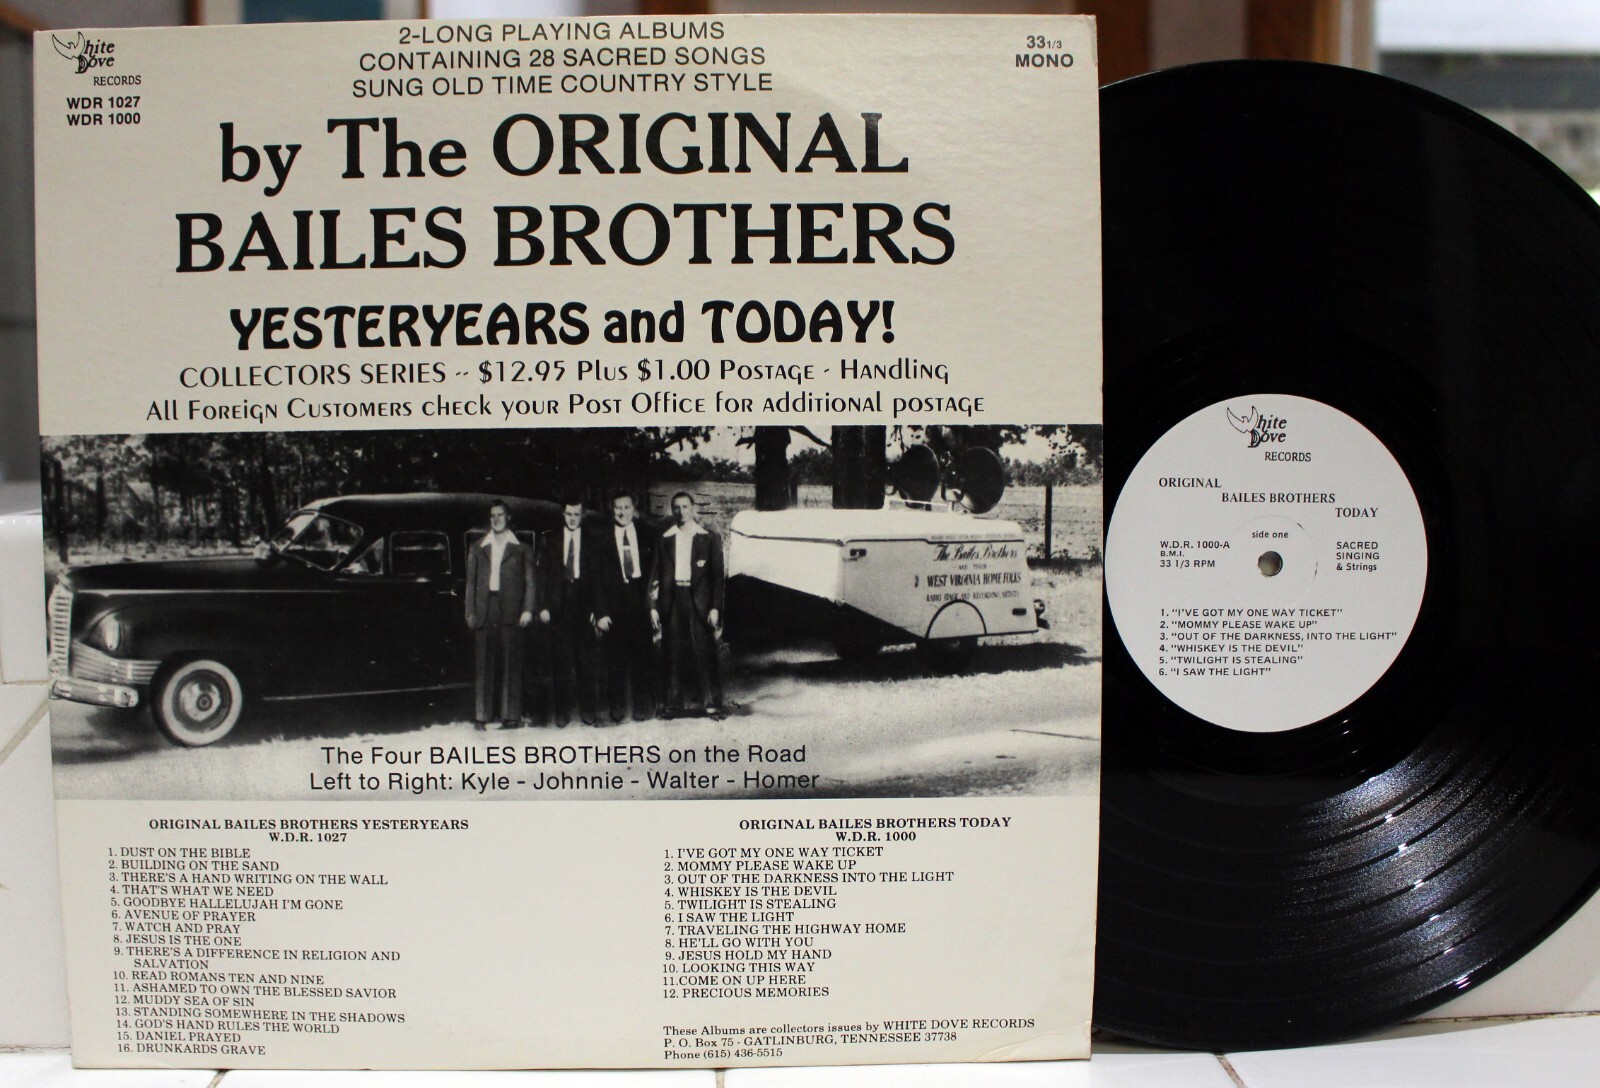 White
Dove
RECORDS
WDR 1027
WDR 1000
2-LONG PLAYING ALBUMS
CONTAINING 28 SACRED SONGS
SUNG OLD TIME COUNTRY STYLE
33 1/3
MONO
by The ORIGINAL
BAILES BROTHERS
YESTERYEARS and TODAY!
COLLECTORS SERIES -- $12.95 Plus $1.00 Postage - Handling
All Foreign Customers check your Post Office for additional postage
The Bailes Brothers
AND THEIR
WEST VIRGINIA HOME FOLKS
RADIO STAGE AND RECORDING ARTISTS
The Four BAILES BROTHERS on the Road
Left to Right: Kyle - Johnnie - Walter - Homer
ORIGINAL BAILES BROTHERS YESTERYEARS
W.D.R. 1027
1. DUST ON THE BIBLE
2. BUILDING ON THE SAND
3. THERE'S A HAND WRITING ON THE WALL
4. THAT'S WHAT WE NEED
5. GOODBYE HALLELUJAH I'M GONE
6. AVENUE OF PRAYER
7. WATCH AND PRAY
8. JESUS IS THE ONE
9. THERE'S A DIFFERENCE IN RELIGION AND
SALVATION
10. READ ROMANS TEN AND NINE
11. ASHAMED TO OWN THE BLESSED SAVIOR
12. MUDDY SEA OF SIN
13. STANDING SOMEWHERE IN THE SHADOWS
14. GOD'S HAND RULES THE WORLD
15. DANIEL PRAYED
16. DRUNKARDS GRAVE
ORIGINAL BAILES BROTHERS TODAY
W.D.R. 1000
1. I'VE GOT MY ONE WAY TICKET
2. MOMMY PLEASE WAKE UP
3. OUT OF THE DARKNESS INTO THE LIGHT
4. WHISKEY IS THE DEVIL
5. TWILIGHT IS STEALING
6. I SAW THE LIGHT
7. TRAVELING THE HIGHWAY HOME
8. HE'LL GO WITH YOU
9. JESUS HOLD MY HAND
10. LOOKING THIS WAY
11.COME ON UP HERE
12. PRECIOUS MEMORIES
These Albums are collectors issues by WHITE DOVE RECORDS
P. O. Box 75 - GATLINBURG, TENNESSEE 37738
Phone (615) 436-5515
White
Dove
RECORDS
ORIGINAL
BAILES BROTHERS
TODAY
side one
W.D.R. 1000-A
B.M.I.
33 1/3 RPM
SACRED
SINGING
& Strings
1. "I'VE GOT MY ONE WAY TICKET"
2. "MOMMY PLEASE WAKE UP"
3. "OUT OF THE DARKNESS, INTO THE LIGHT"
4. "WHISKEY IS THE DEVIL"
5. "TWILIGHT IS STEALING"
6. "I SAW THE LIGHT"